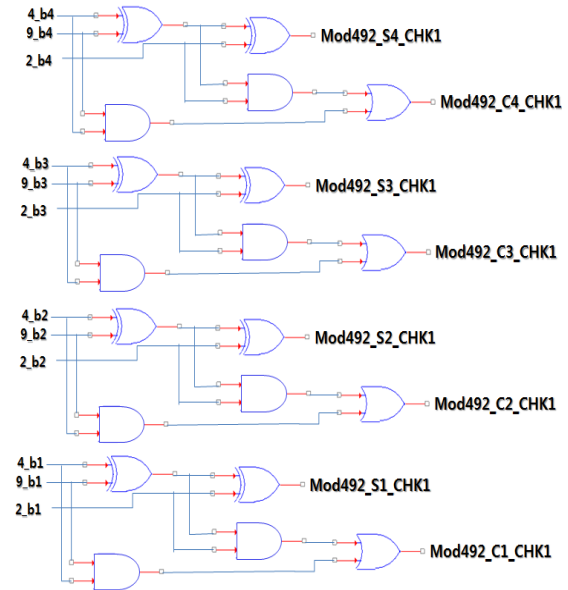 4_b4
9_b4
2_b4
Mod492_S4_CHK1
Mod492_C4_CHK1
4_b3
9_b3
2_b3
Mod492_S3_CHK1
Mod492_C3_CHK1
4_b2
9_b2
2_b2
Mod492_S2_CHK1
Mod492_C2_CHK1
4_b1
9_b1
2_b1
Mod492_S1_CHK1
Mod492_C1_CHK1